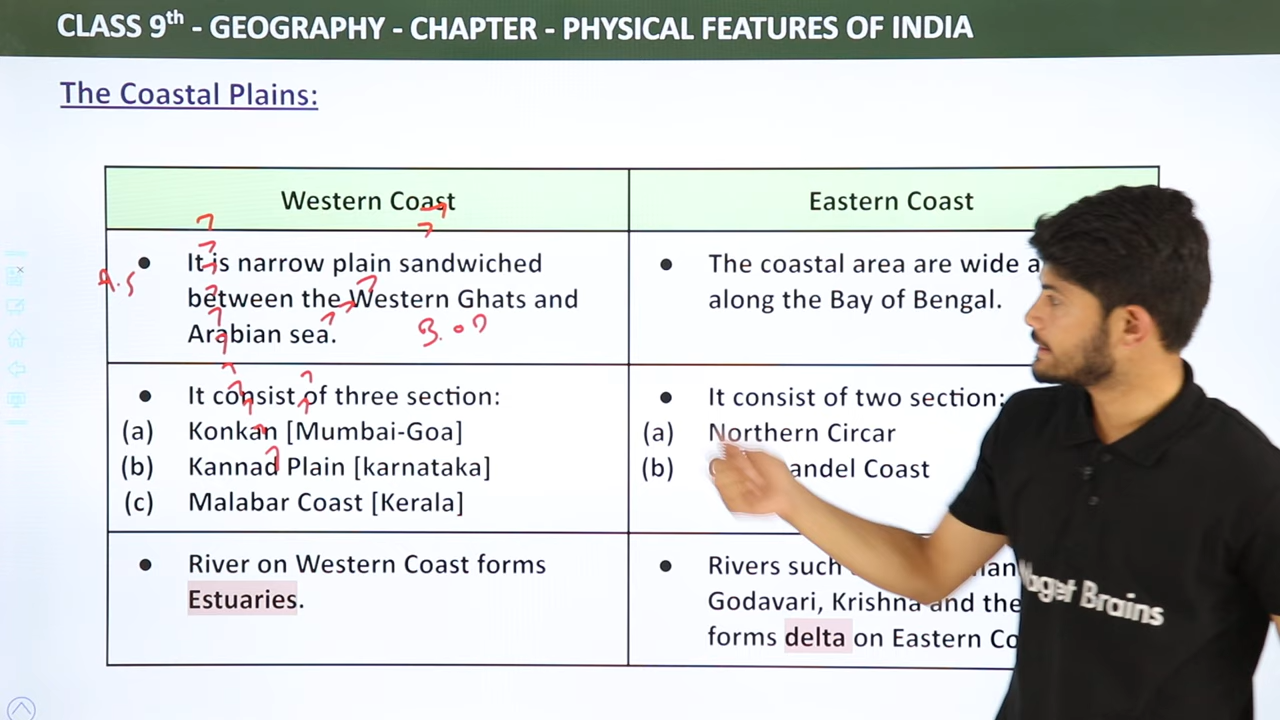 CLASS 9th - GEOGRAPHY - CHAPTER - PHYSICAL FEATURES OF INDIA
The Coastal Plains:
Western Coast
Eastern Coast
• It is narrow plain sandwiched
between the Western Ghats and
Arabian sea.
A.S
B.O
• The coastal area are wide
along the Bay of Bengal.
• It consist of three section:
(a) Konkan [Mumbai-Goa]
(b) Kannad Plain [karnataka]
(c) Malabar Coast [Kerala]
• It consist of two section:
(a) Northern Circar
(b) Coast
• River on Western Coast forms
Estuaries.
• Rivers such
Godavari, Krishna and the
forms delta on Eastern
Brains